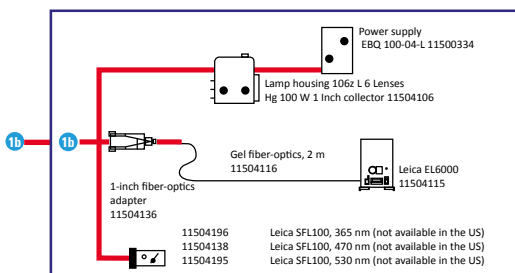 Power supply
EBQ 100-04-L 11500334
Lamp housing 106z L 6 Lenses
Hg 100 W 1 Inch collector 11504106
1b
1b
Gel fiber-optics, 2 m
11504116
Leica EL6000
11504115
1-inch fiber-optics
adapter
11504136
11504196 Leica SFL100, 365 nm (not available in the US)
11504138 Leica SFL100, 470 nm (not available in the US)
11504195 Leica SFL100, 530 nm (not available in the US)